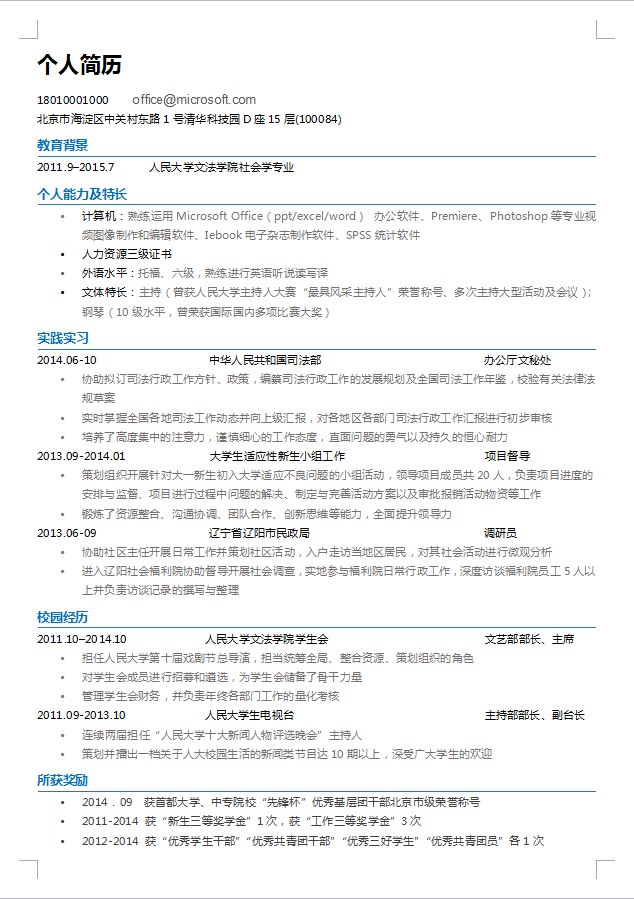 个人简历
18010001000 office@microsoft.com
北京市海淀区中关村东路 1 号清华科技园 D 座 15 层(100084)
教育背景
2011.9–2015.7 人民大学文法学院社会学专业
个人能力及特长
• 计算机：熟练运用 Microsoft Office（ppt/excel/word） 办公软件、Premiere、Photoshop 等专业视
频图像制作和编辑软件、Iebook 电子杂志制作软件、SPSS 统计软件
• 人力资源三级证书
• 外语水平：托福、六级，熟练进行英语听说读写译
• 文体特长：主持（曾获人民大学主持人大赛“最具风采主持人”荣誉称号、多次主持大型活动及会议）；
钢琴（10 级水平，曾荣获国际国内多项比赛大奖）
实践实习
2014.06-10 中华人民共和国司法部 办公厅文秘处
• 协助拟订司法行政工作方针、政策，编纂司法行政工作的发展规划及全国司法工作年鉴，校验有关法律法
规草案
• 实时掌握全国各地司法工作动态并向上级汇报，对各地区各部门司法行政工作汇报进行初步审核
• 培养了高度集中的注意力，谨慎细心的工作态度，直面问题的勇气以及持久的恒心耐力
2013.09-2014.01 大学生适应性新生小组工作 项目督导
• 策划组织开展针对大一新生初入大学适应不良问题的小组活动，领导项目成员共 20 人，负责项目进度的
安排与监督、项目进行过程中问题的解决、制定与完善活动方案以及审批报销活动物资等工作
• 锻炼了资源整合、沟通协调、团队合作、创新思维等能力，全面提升领导力
2013.06-09 辽宁省辽阳市民政局 调研员
• 协助社区主任开展日常工作并策划社区活动，入户走访当地区居民，对其社会活动进行微观分析
• 进入辽阳社会福利院协助督导开展社会调查，实地参与福利院日常行政工作，深度访谈福利院员工 5 人以
上并负责访谈记录的撰写与整理
校园经历
2011.10–2014.10 人民大学文法学院学生会 文艺部部长、主席
• 担任人民大学第十届戏剧节总导演，担当统筹全局、整合资源、策划组织的角色
• 对学生会成员进行招募和遴选，为学生会储备了骨干力量
• 管理学生会财务，并负责年终各部门工作的量化考核
2011.09-2013.10 人民大学生电视台 主持部部长、副台长
• 连续两届担任“人民大学十大新闻人物评选晚会”主持人
• 策划并播出一档关于人大校园生活的新闻类节目达 10 期以上，深受广大学生的欢迎
所获奖励
• 2014．09 获首都大学、中专院校“先锋杯”优秀基层团干部北京市级荣誉称号
• 2011-2014 获“新生三等奖学金”1 次，获“工作三等奖学金”3 次
• 2012-2014 获“优秀学生干部”“优秀共青团干部”“优秀三好学生”“优秀共青团员”各 1 次